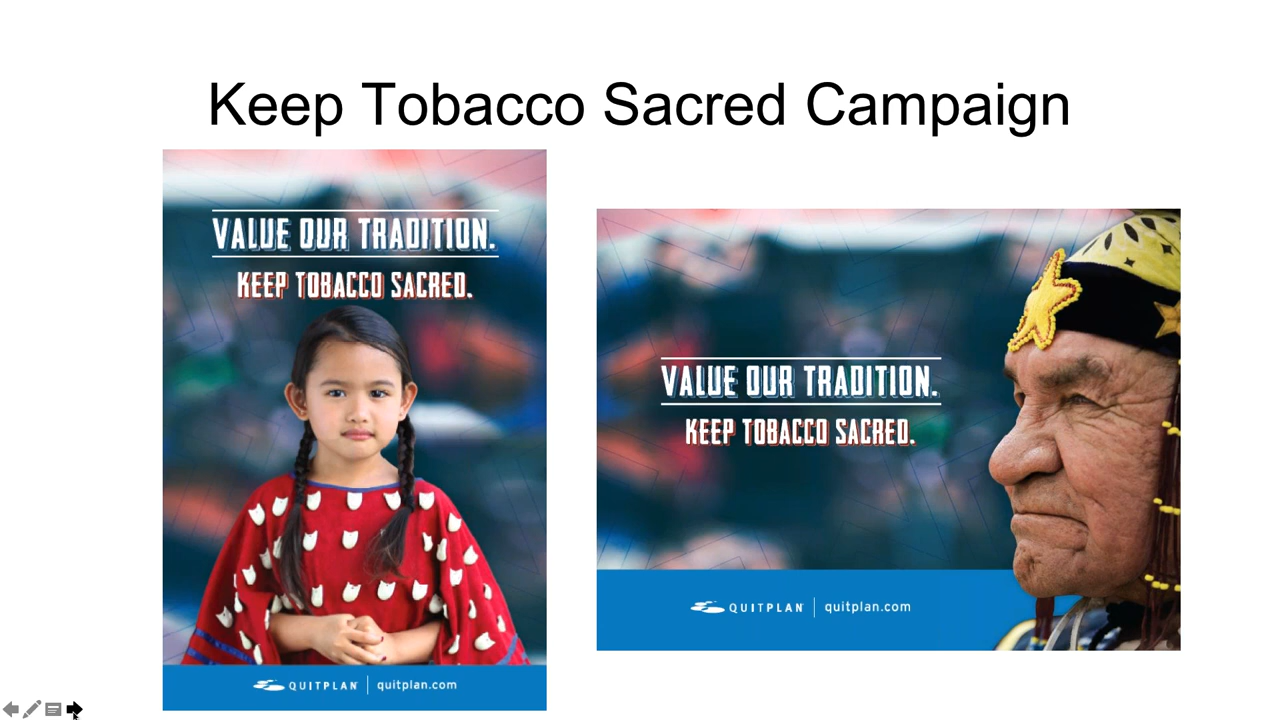 Keep Tobacco Sacred Campaign
VALUE OUR TRADITION.
KEEP TOBACCO SACRED.
QUITPLAN | quitplan.com
VALUE OUR TRADITION.
KEEP TOBACCO SACRED.
QUITPLAN | quitplan.com